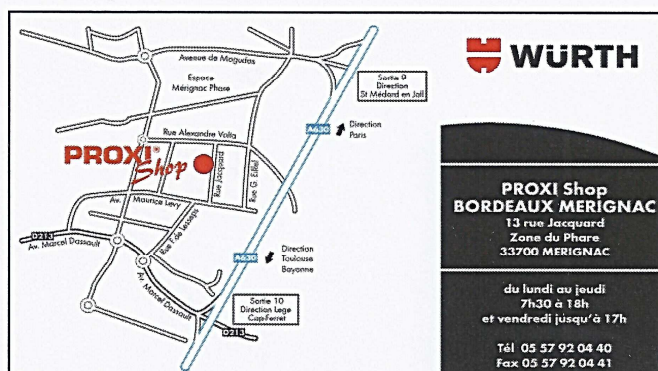 Avenue de Magudas
Espace
Mérignac Phase
Sortie 9
Direction
St Médard en Jall.
A630
Direction
Paris
Rue Alexandre Volta
PROXI®
Shop
Rue Jacquard
Rue G. Eiffel
Av. Maurice Levy
Rue F. de Lesseps
D213
Av. Marcel Dassault
A630
Direction
Toulouse
Bayonne
Av. Marcel Dassault
Sortie 10
Direction Lege
Cap-Ferret
D213
WÜRTH
PROXI Shop
BORDEAUX MERIGNAC
13 rue Jacquard
Zone du Phare
33700 MERIGNAC
du lundi au jeudi
7h30 à 18h
et vendredi jusqu'à 17h
Tél 05 57 92 04 40
Fax 05 57 92 04 41